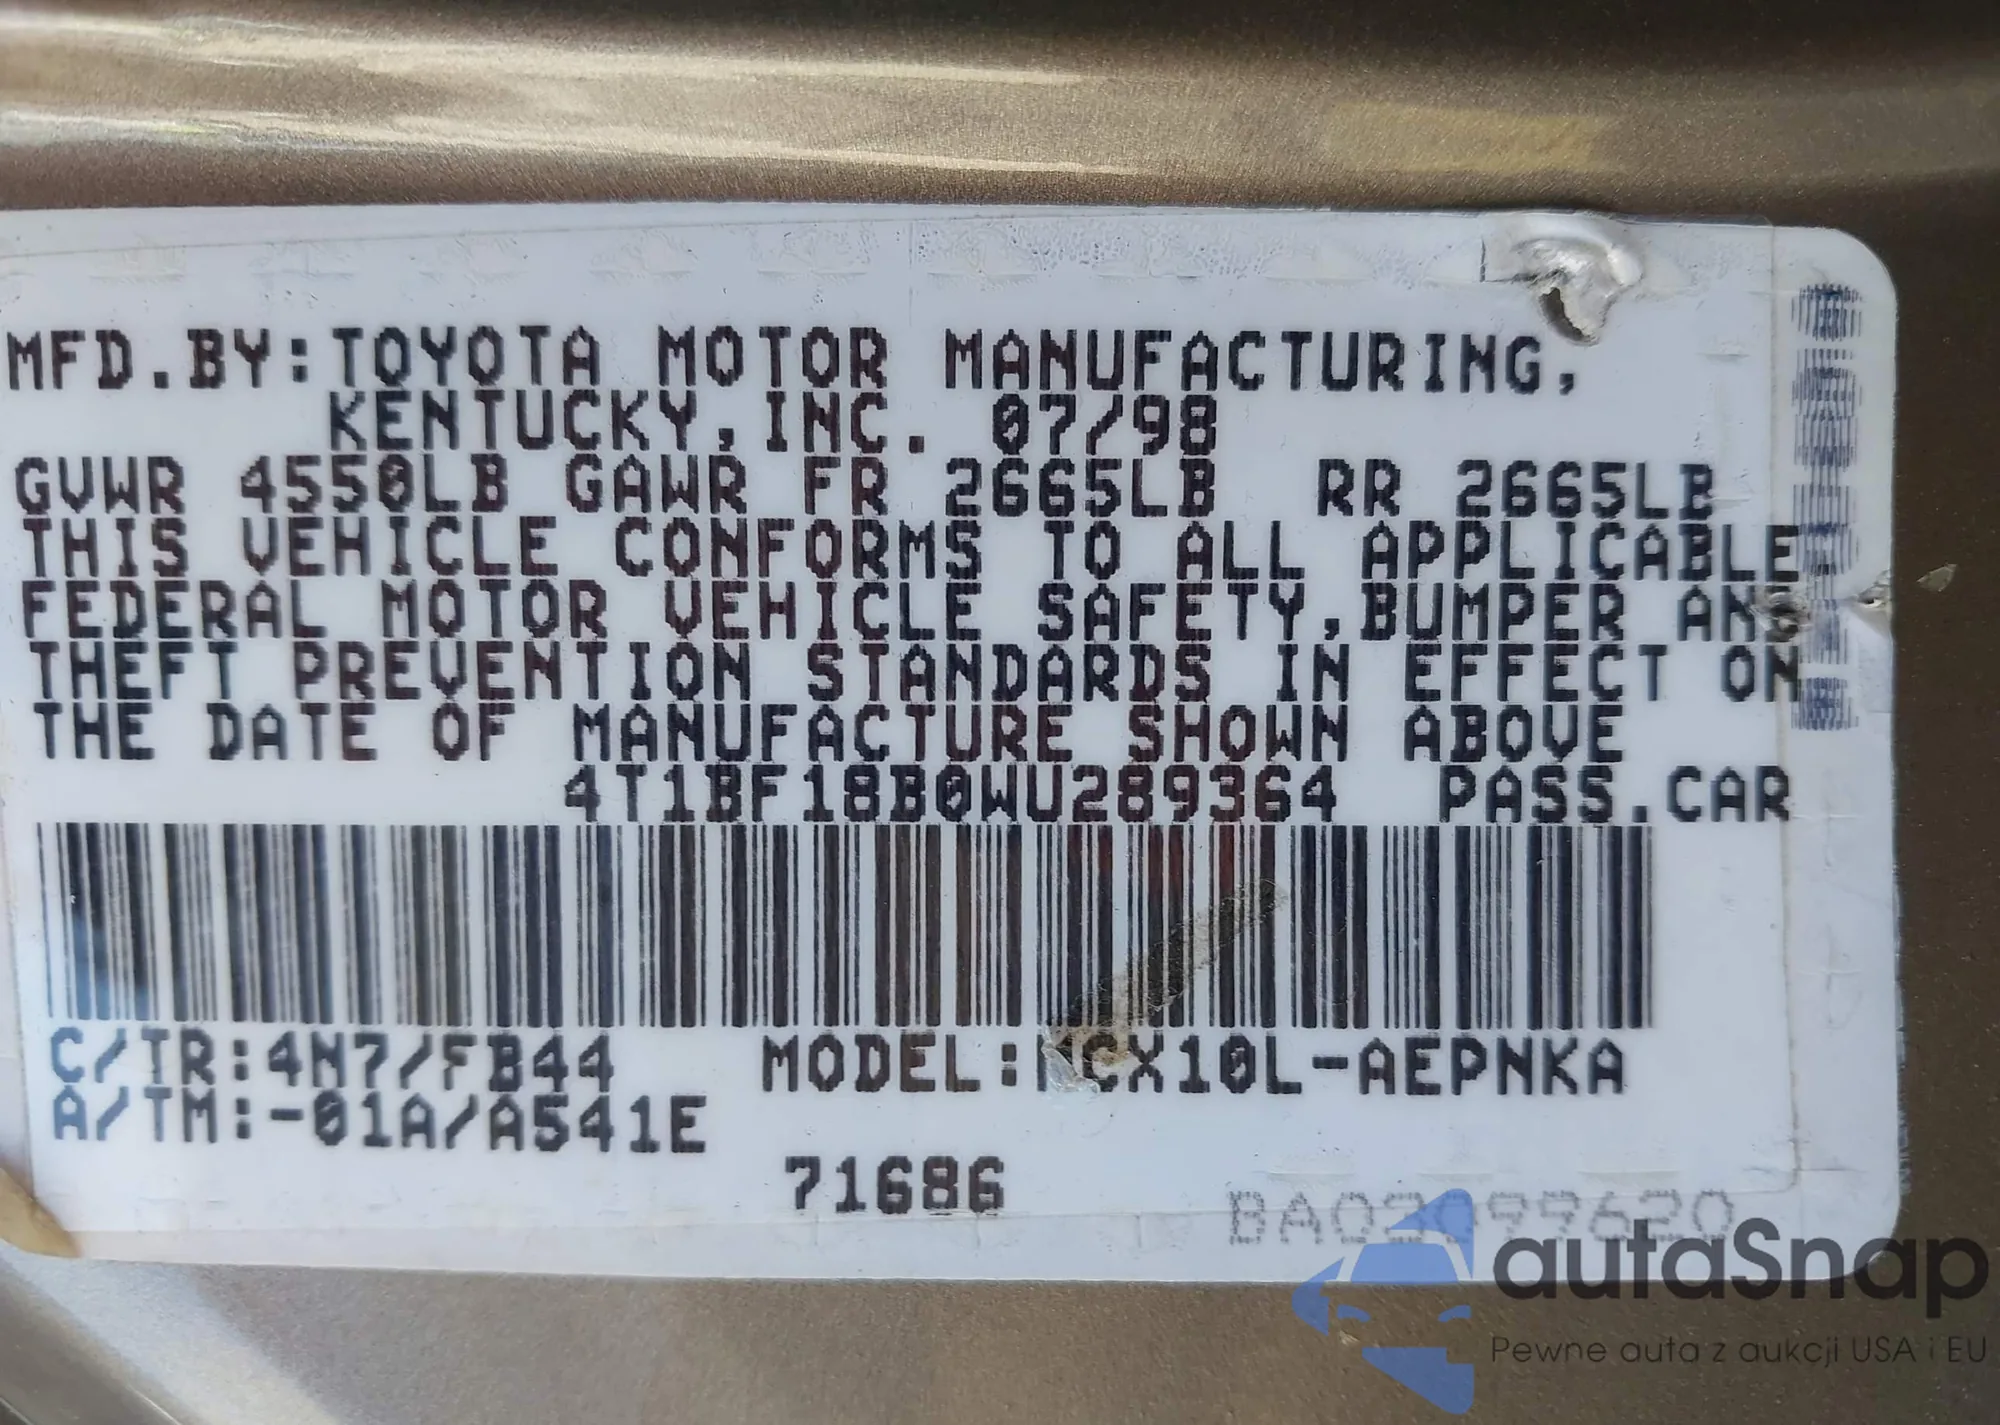 MFD.BY:TOYOTA MOTOR MANUFACTURING,
KENTUCKY,INC. 07/98
GVWR 4550LB GAWR FR 2665LB RR 2665LB
THIS VEHICLE CONFORMS TO ALL APPLICABLE
FEDERAL MOTOR VEHICLE SAFETY,BUMPER AND
THEFT PREVENTION STANDARDS IN EFFECT ON
THE DATE OF MANUFACTURE SHOWN ABOVE
4T1BF18B0WU289364 PASS.CAR
C/TR:4N7/FB44 MODEL:MCX10L-AEPNKA
A/TM:-01A/A541E
71686
autaSnap
Pewne auta z aukcji USA i EU